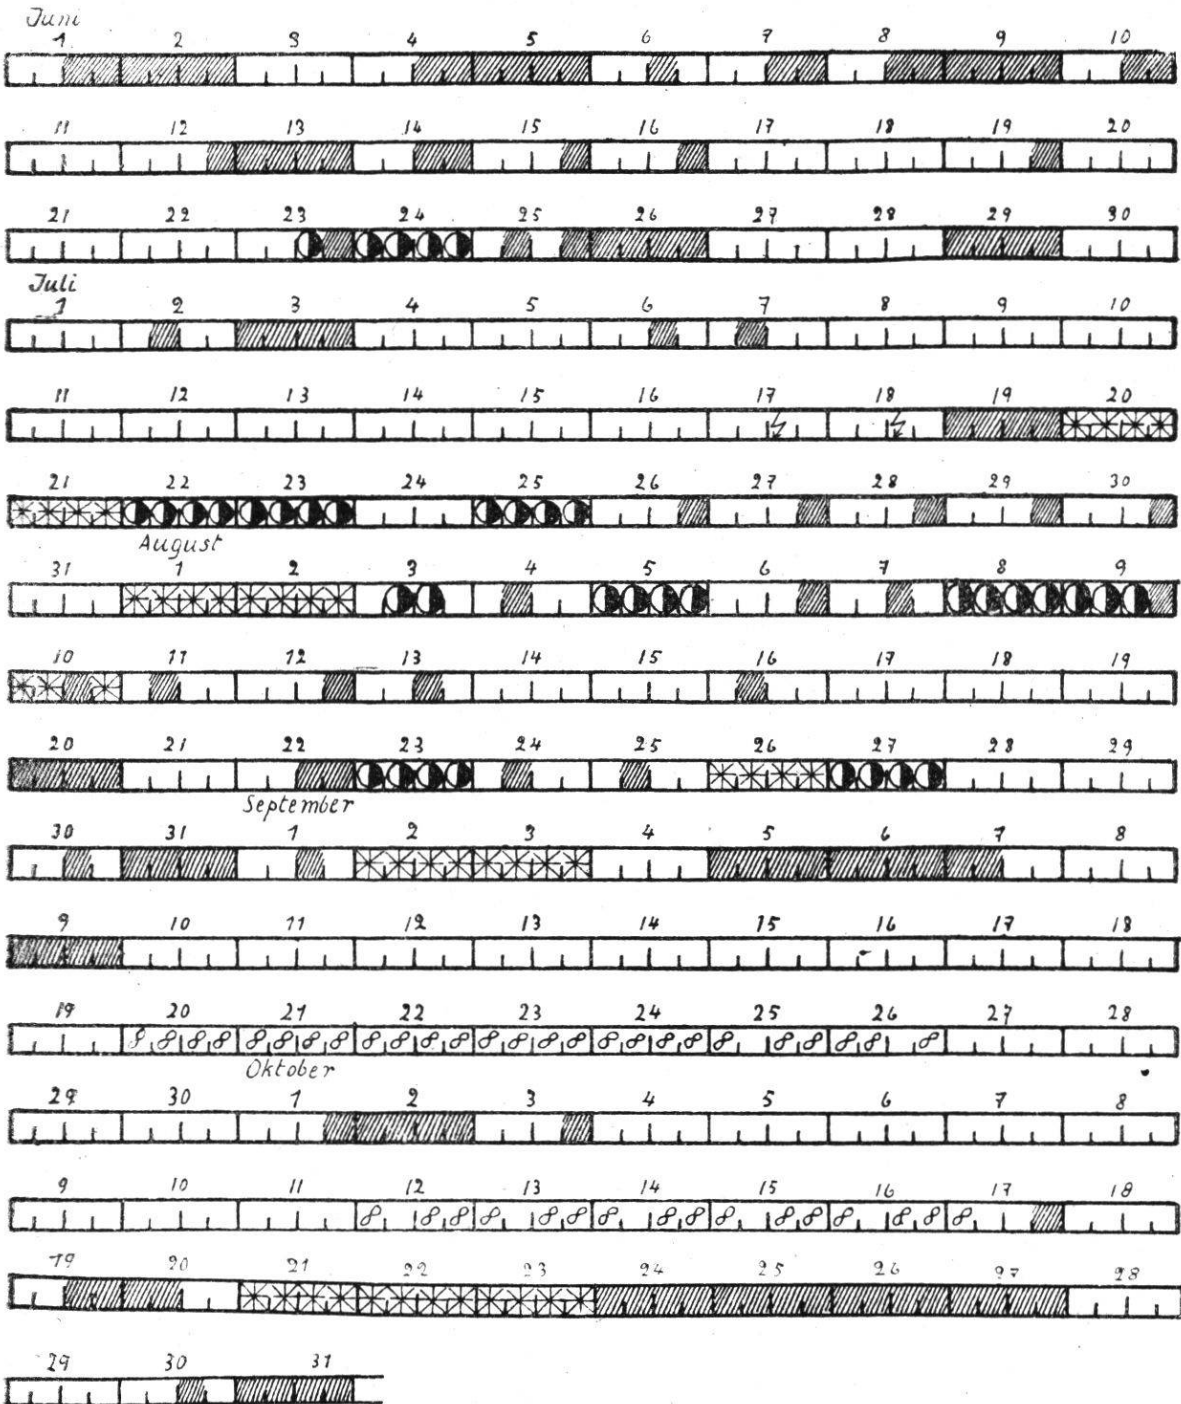 Juni
1 2 3 4 5 6 7 8 9 10
11 12 13 14 15 16 17 18 19 20
21 22 23 24 25 26 27 28 29 30
Juli
1 2 3 4 5 6 7 8 9 10
11 12 13 14 15 16 17 18 19 20
21 22 23 24 25 26 27 28 29 30
August
31 1 2 3 4 5 6 7 8 9
10 11 12 13 14 15 16 17 18 19
20 21 22 23 24 25 26 27 28 29
September
30 31 1 2 3 4 5 6 7 8
9 10 11 12 13 14 15 16 17 18
19 20 21 22 23 24 25 26 27 28
Oktober
29 30 1 2 3 4 5 6 7 8
9 10 11 12 13 14 15 16 17 18
19 20 21 22 23 24 25 26 27 28
29 30 31